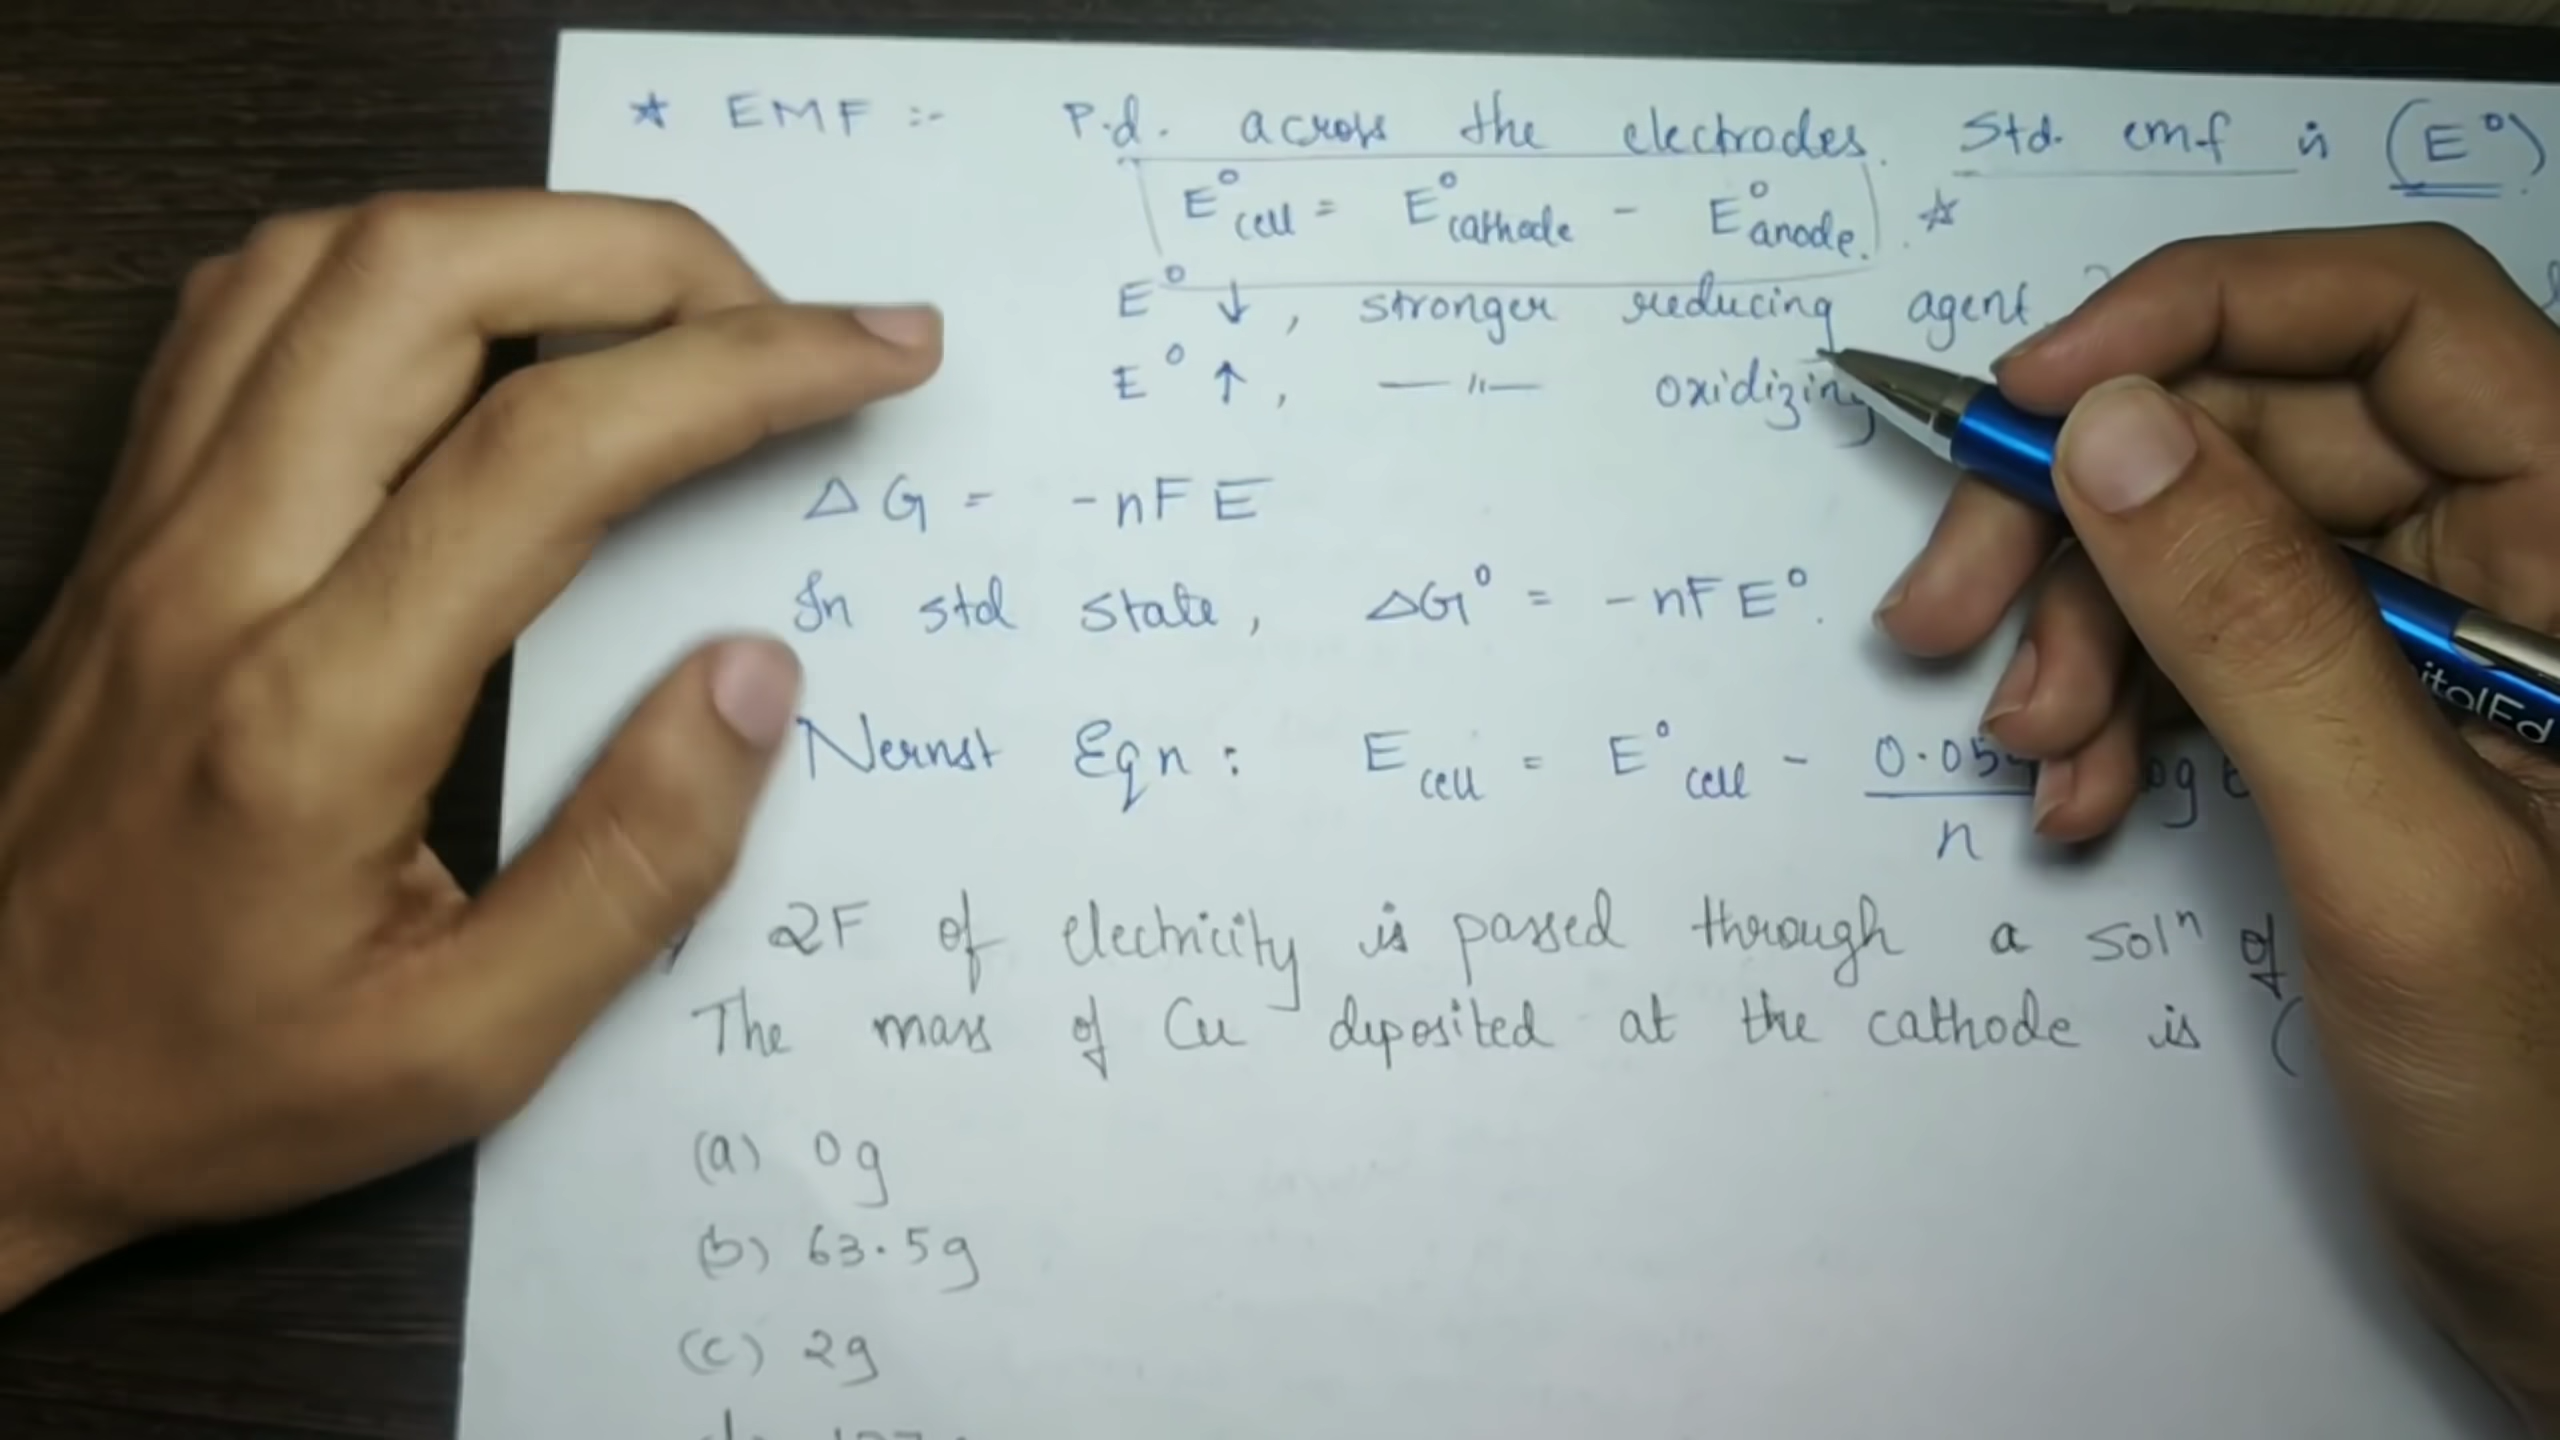 ★ EMF :- P.d. across the electrodes. Std. emf is (E°)
E°cell = E°cathode - E°anode. ★
E° ↓, stronger reducing agent
E° ↑, —"— oxidizing
ΔG = -nFE
In std state, ΔG° = -nFE°.
Nernst Eqn: E cell = E° cell - 0.05 / n
2F of electricity is passed through a solⁿ of
The mass of Cu deposited at the cathode is (
(a) 0g
(b) 63.5g
(c) 2g
italEd